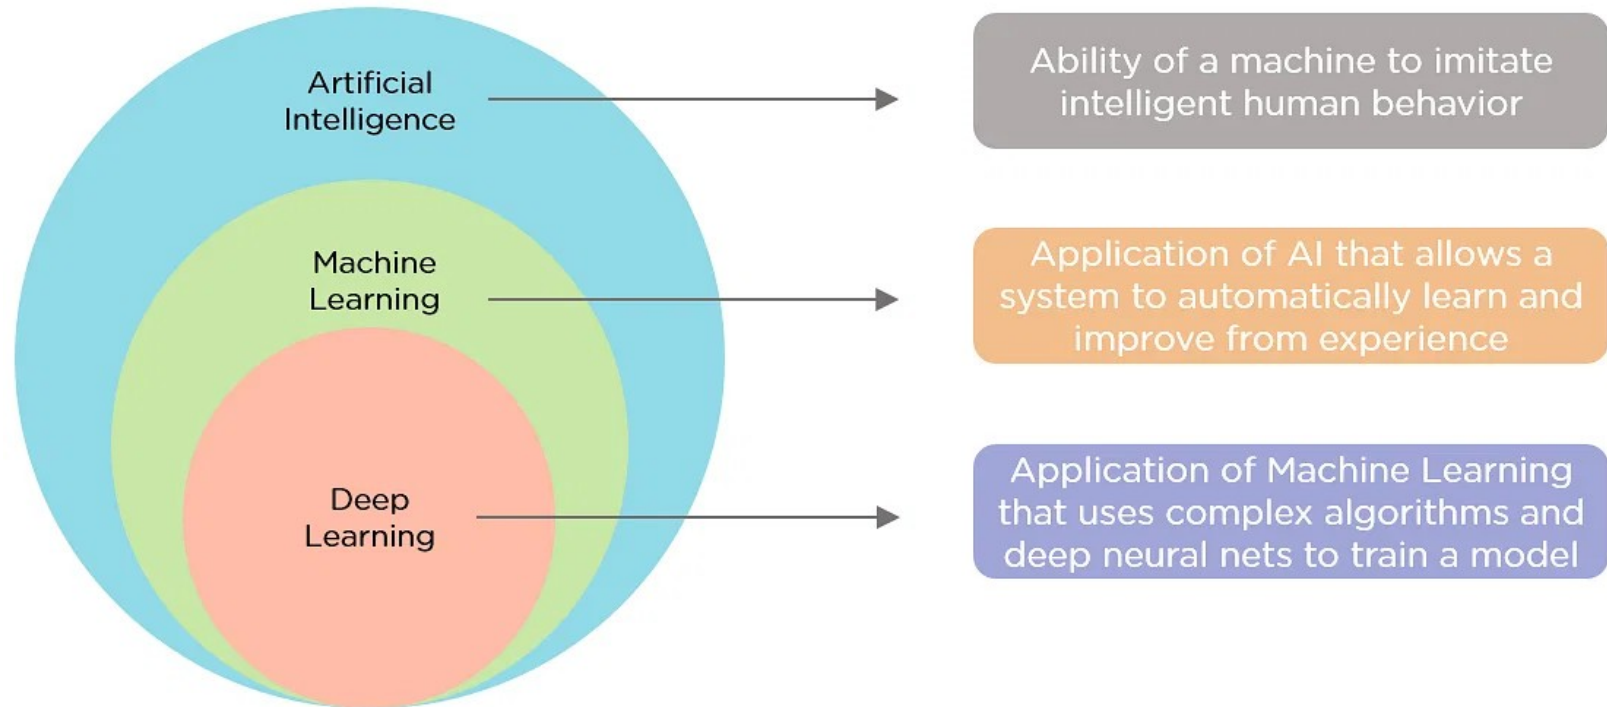 Artificial
Intelligence
Ability of a machine to imitate
intelligent human behavior
Machine
Learning
Application of AI that allows a
system to automatically learn and
improve from experience
Deep
Learning
Application of Machine Learning
that uses complex algorithms and
deep neural nets to train a model